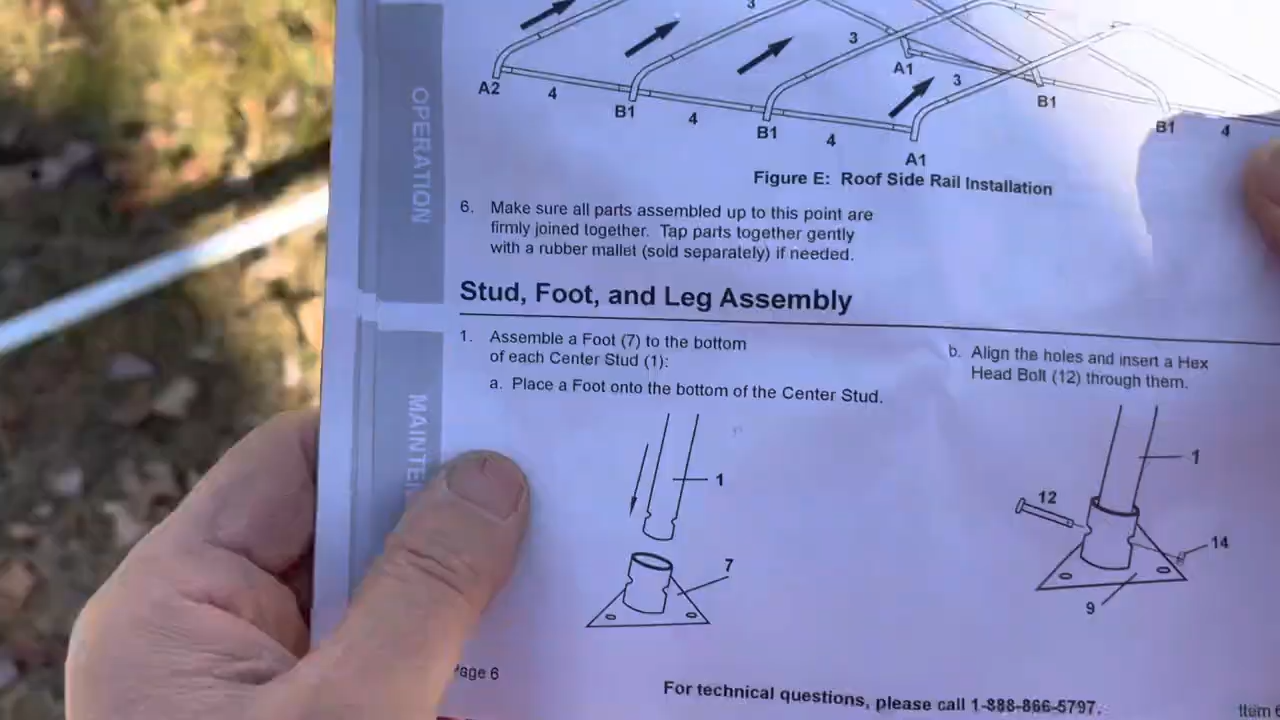 3
3
A1
3
A2
4
B1
4
B1
4
A1
B1
B1
4
Figure E: Roof Side Rail Installation
OPERATION
6. Make sure all parts assembled up to this point are
firmly joined together. Tap parts together gently
with a rubber mallet (sold separately) if needed.
Stud, Foot, and Leg Assembly
1. Assemble a Foot (7) to the bottom
of each Center Stud (1):
a. Place a Foot onto the bottom of the Center Stud.
b. Align the holes and insert a Hex
Head Bolt (12) through them.
MAINTE
1
7
12
1
14
9
Page 6
For technical questions, please call 1-888-866-5797.
Item